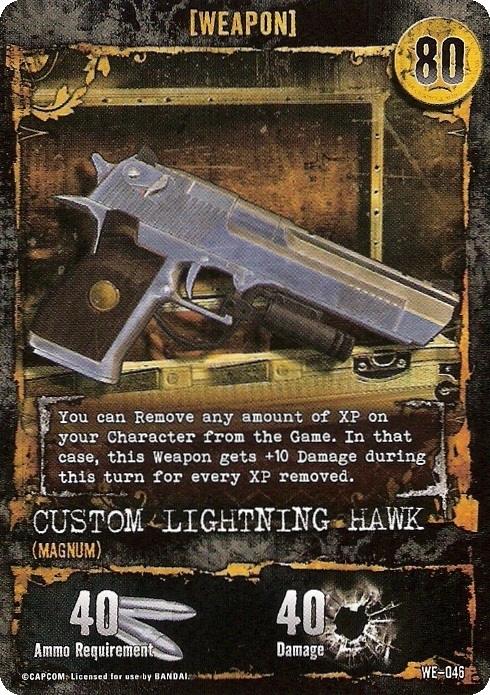 [WEAPON]
80
You can Remove any amount of XP on
your Character from the Game. In that
case, this Weapon gets +10 Damage during
this turn for every XP removed.
CUSTOM LIGHTNING HAWK
(MAGNUM)
40
Ammo Requirement
40
Damage
©CAPCOM. Licensed for use by BANDAI.
WE-046